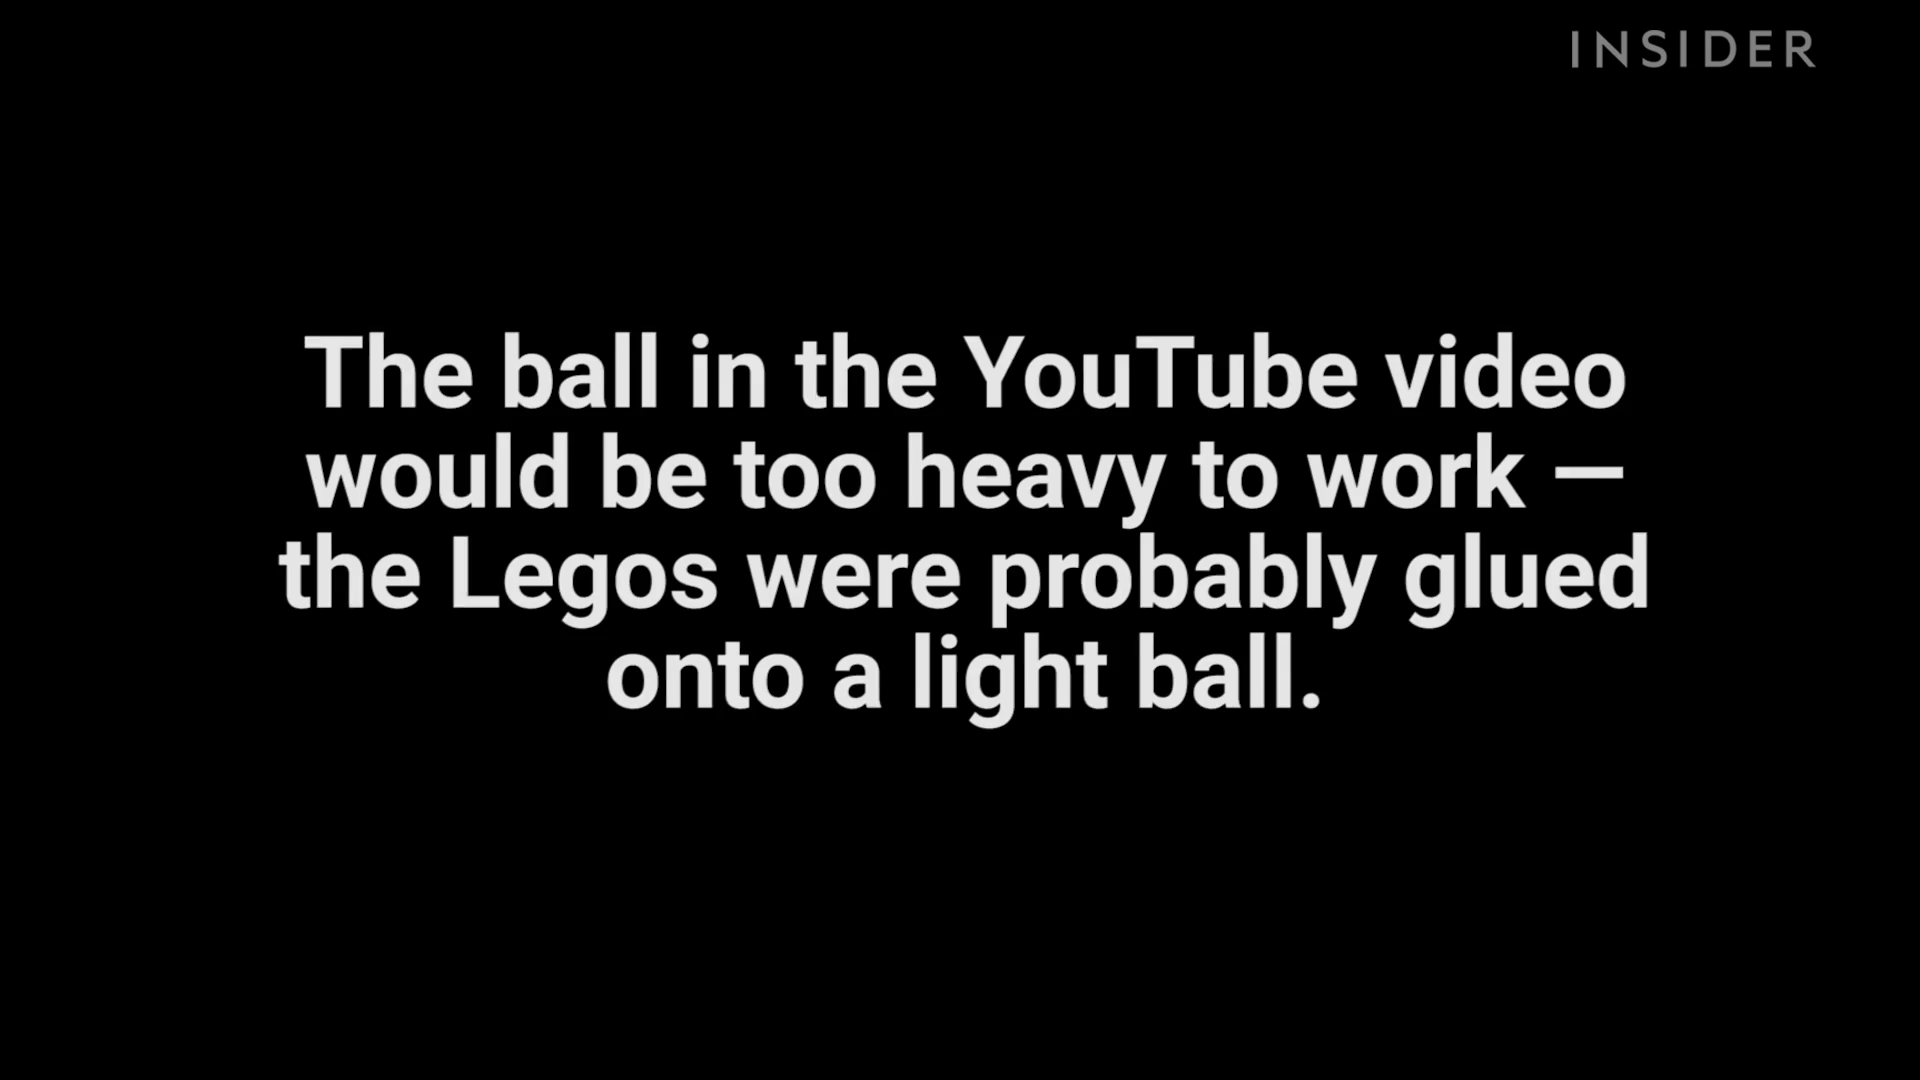 INSIDER
The ball in the YouTube video
would be too heavy to work —
the Legos were probably glued
onto a light ball.